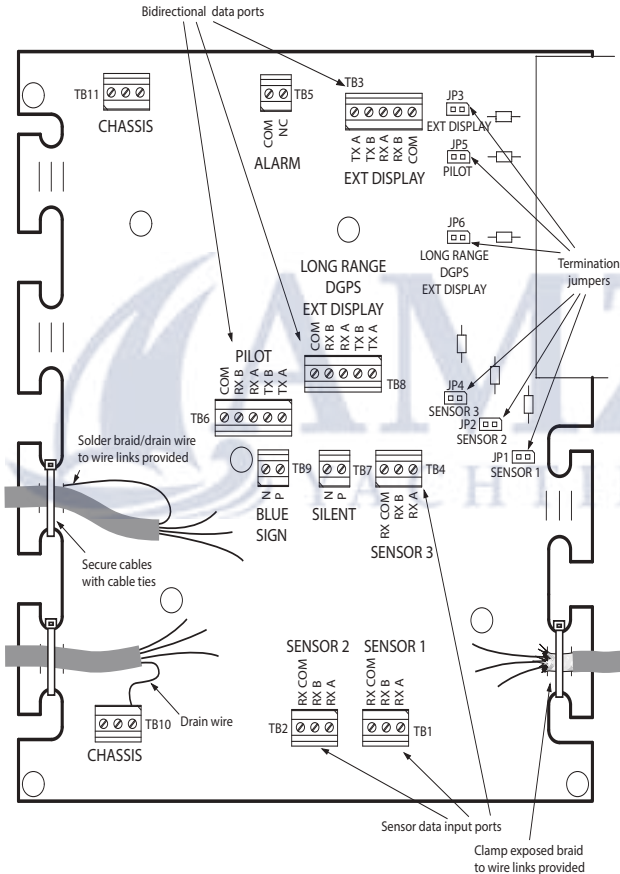 Bidirectional data ports
TB11
CHASSIS
TB5
COM
NC
ALARM
TB3
TX A
TX B
RX A
RX B
COM
EXT DISPLAY
JP3
EXT DISPLAY
JP5
PILOT
JP6
LONG RANGE
DGPS
EXT DISPLAY
Termination
jumpers
LONG RANGE
DGPS
EXT DISPLAY
COM
RX B
RX A
TX B
TX A
TB8
PILOT
COM
RX B
RX A
TX B
TX A
TB6
JP4
SENSOR 3
JP2
SENSOR 2
JP1
SENSOR 1
Solder braid/drain wire
to wire links provided
TB9
N
P
BLUE
SIGN
TB7
N
P
SILENT
TB4
RX COM
RX B
RX A
SENSOR 3
Secure cables
with cable ties
SENSOR 2
RX COM
RX B
RX A
TB2
SENSOR 1
RX COM
RX B
RX A
TB1
TB10
Drain wire
CHASSIS
Sensor data input ports
Clamp exposed braid
to wire links provided
AM
YACHT